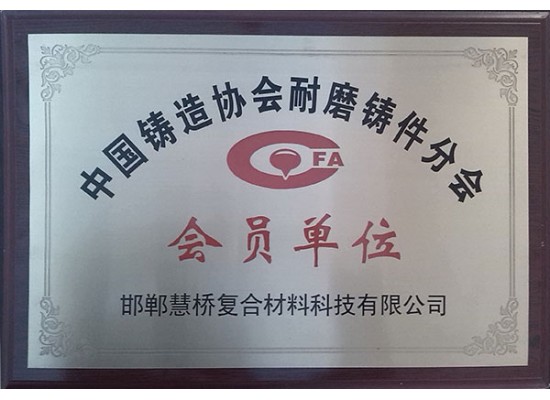 中国铸造协会耐磨铸件分会
CFA
会员单位
邯郸慧桥复合材料科技有限公司